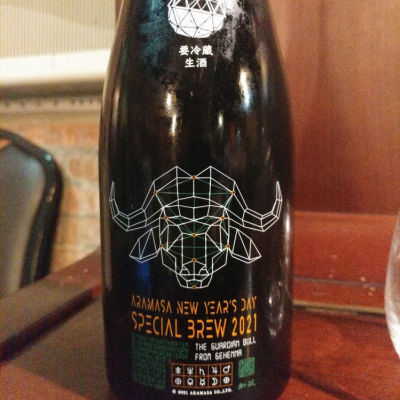 要冷蔵
生酒
ARAMASA NEW YEAR'S DAY
SPECIAL BREW 2021
THE GUARDIAN BULL
FROM GEHENNA
© 2021 ARAMASA CO.,LTD.